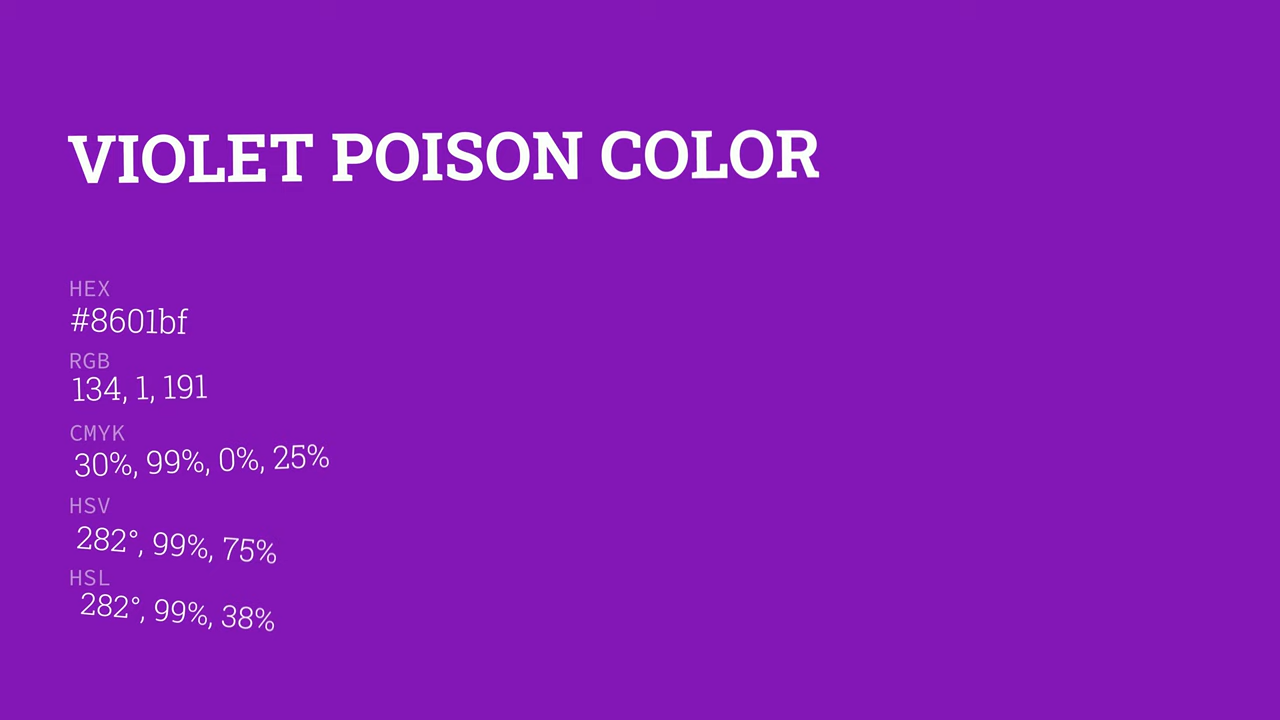 VIOLET POISON COLOR
HEX
#8601bf
RGB
134, 1, 191
CMYK
30%, 99%, 0%, 25%
HSV
282°, 99%, 75%
HSL
282°, 99%, 38%